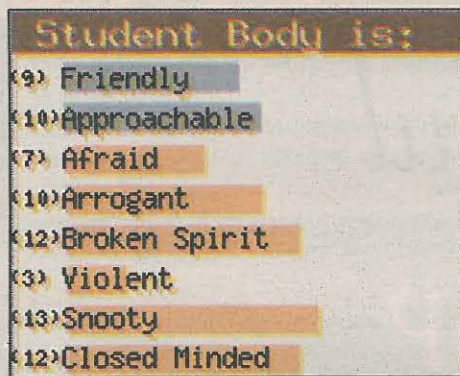 Student Body is:
(9) Friendly
(10) Approachable
(7) Afraid
(10) Arrogant
(12) Broken Spirit
(3) Violent
(13) Snooty
(12) Closed Minded